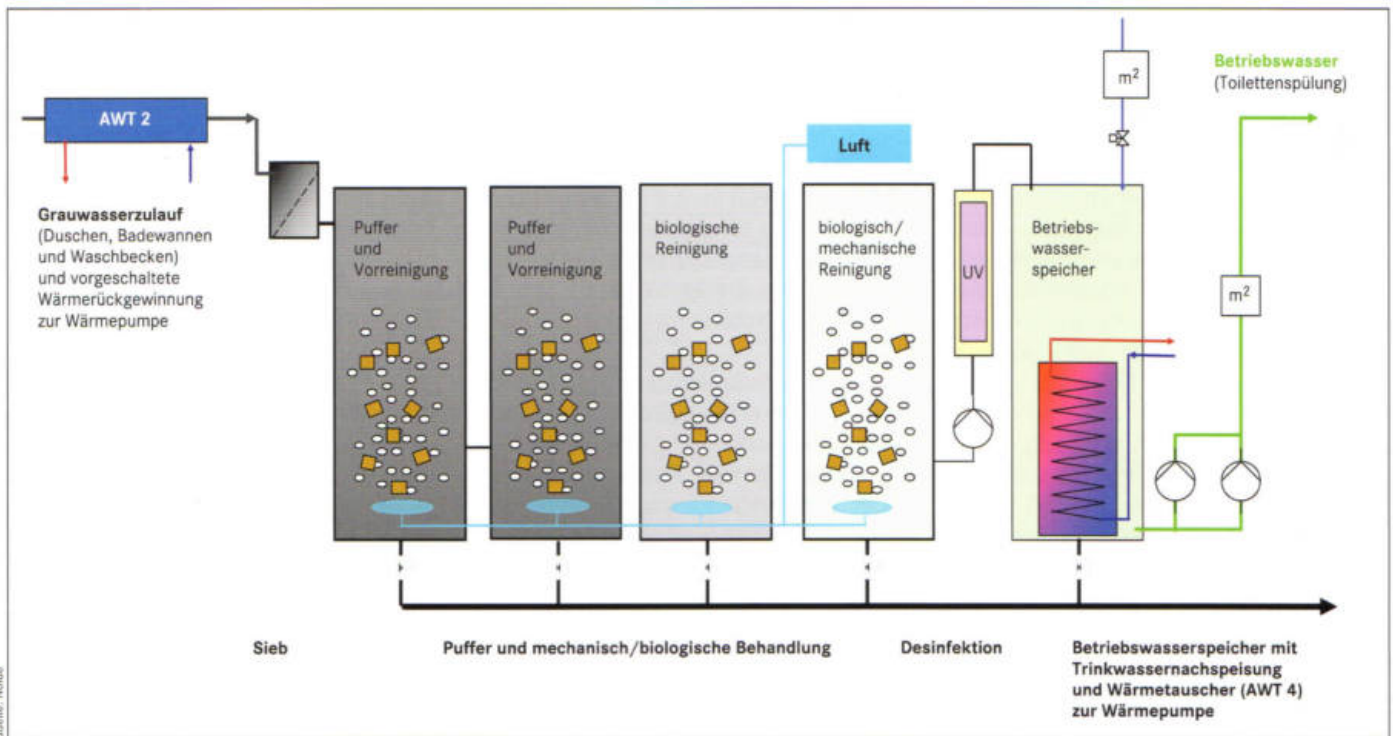 AWT 2
Grauwasserzulauf
(Duschen, Badewannen
und Waschbecken)
und vorgeschaltete
Wärmerückgewinnung
zur Wärmepumpe
Puffer
und
Vorreinigung
Puffer
und
Vorreinigung
biologische
Reinigung
Luft
biologisch/
mechanische
Reinigung
UV
m²
Betriebs-
wasser-
speicher
Betriebswasser
(Toilettenspülung)
m²
Sieb
Puffer und mechanisch/biologische Behandlung
Desinfektion
Betriebswasserspeicher mit
Trinkwassernachspeisung
und Wärmetauscher (AWT 4)
zur Wärmepumpe